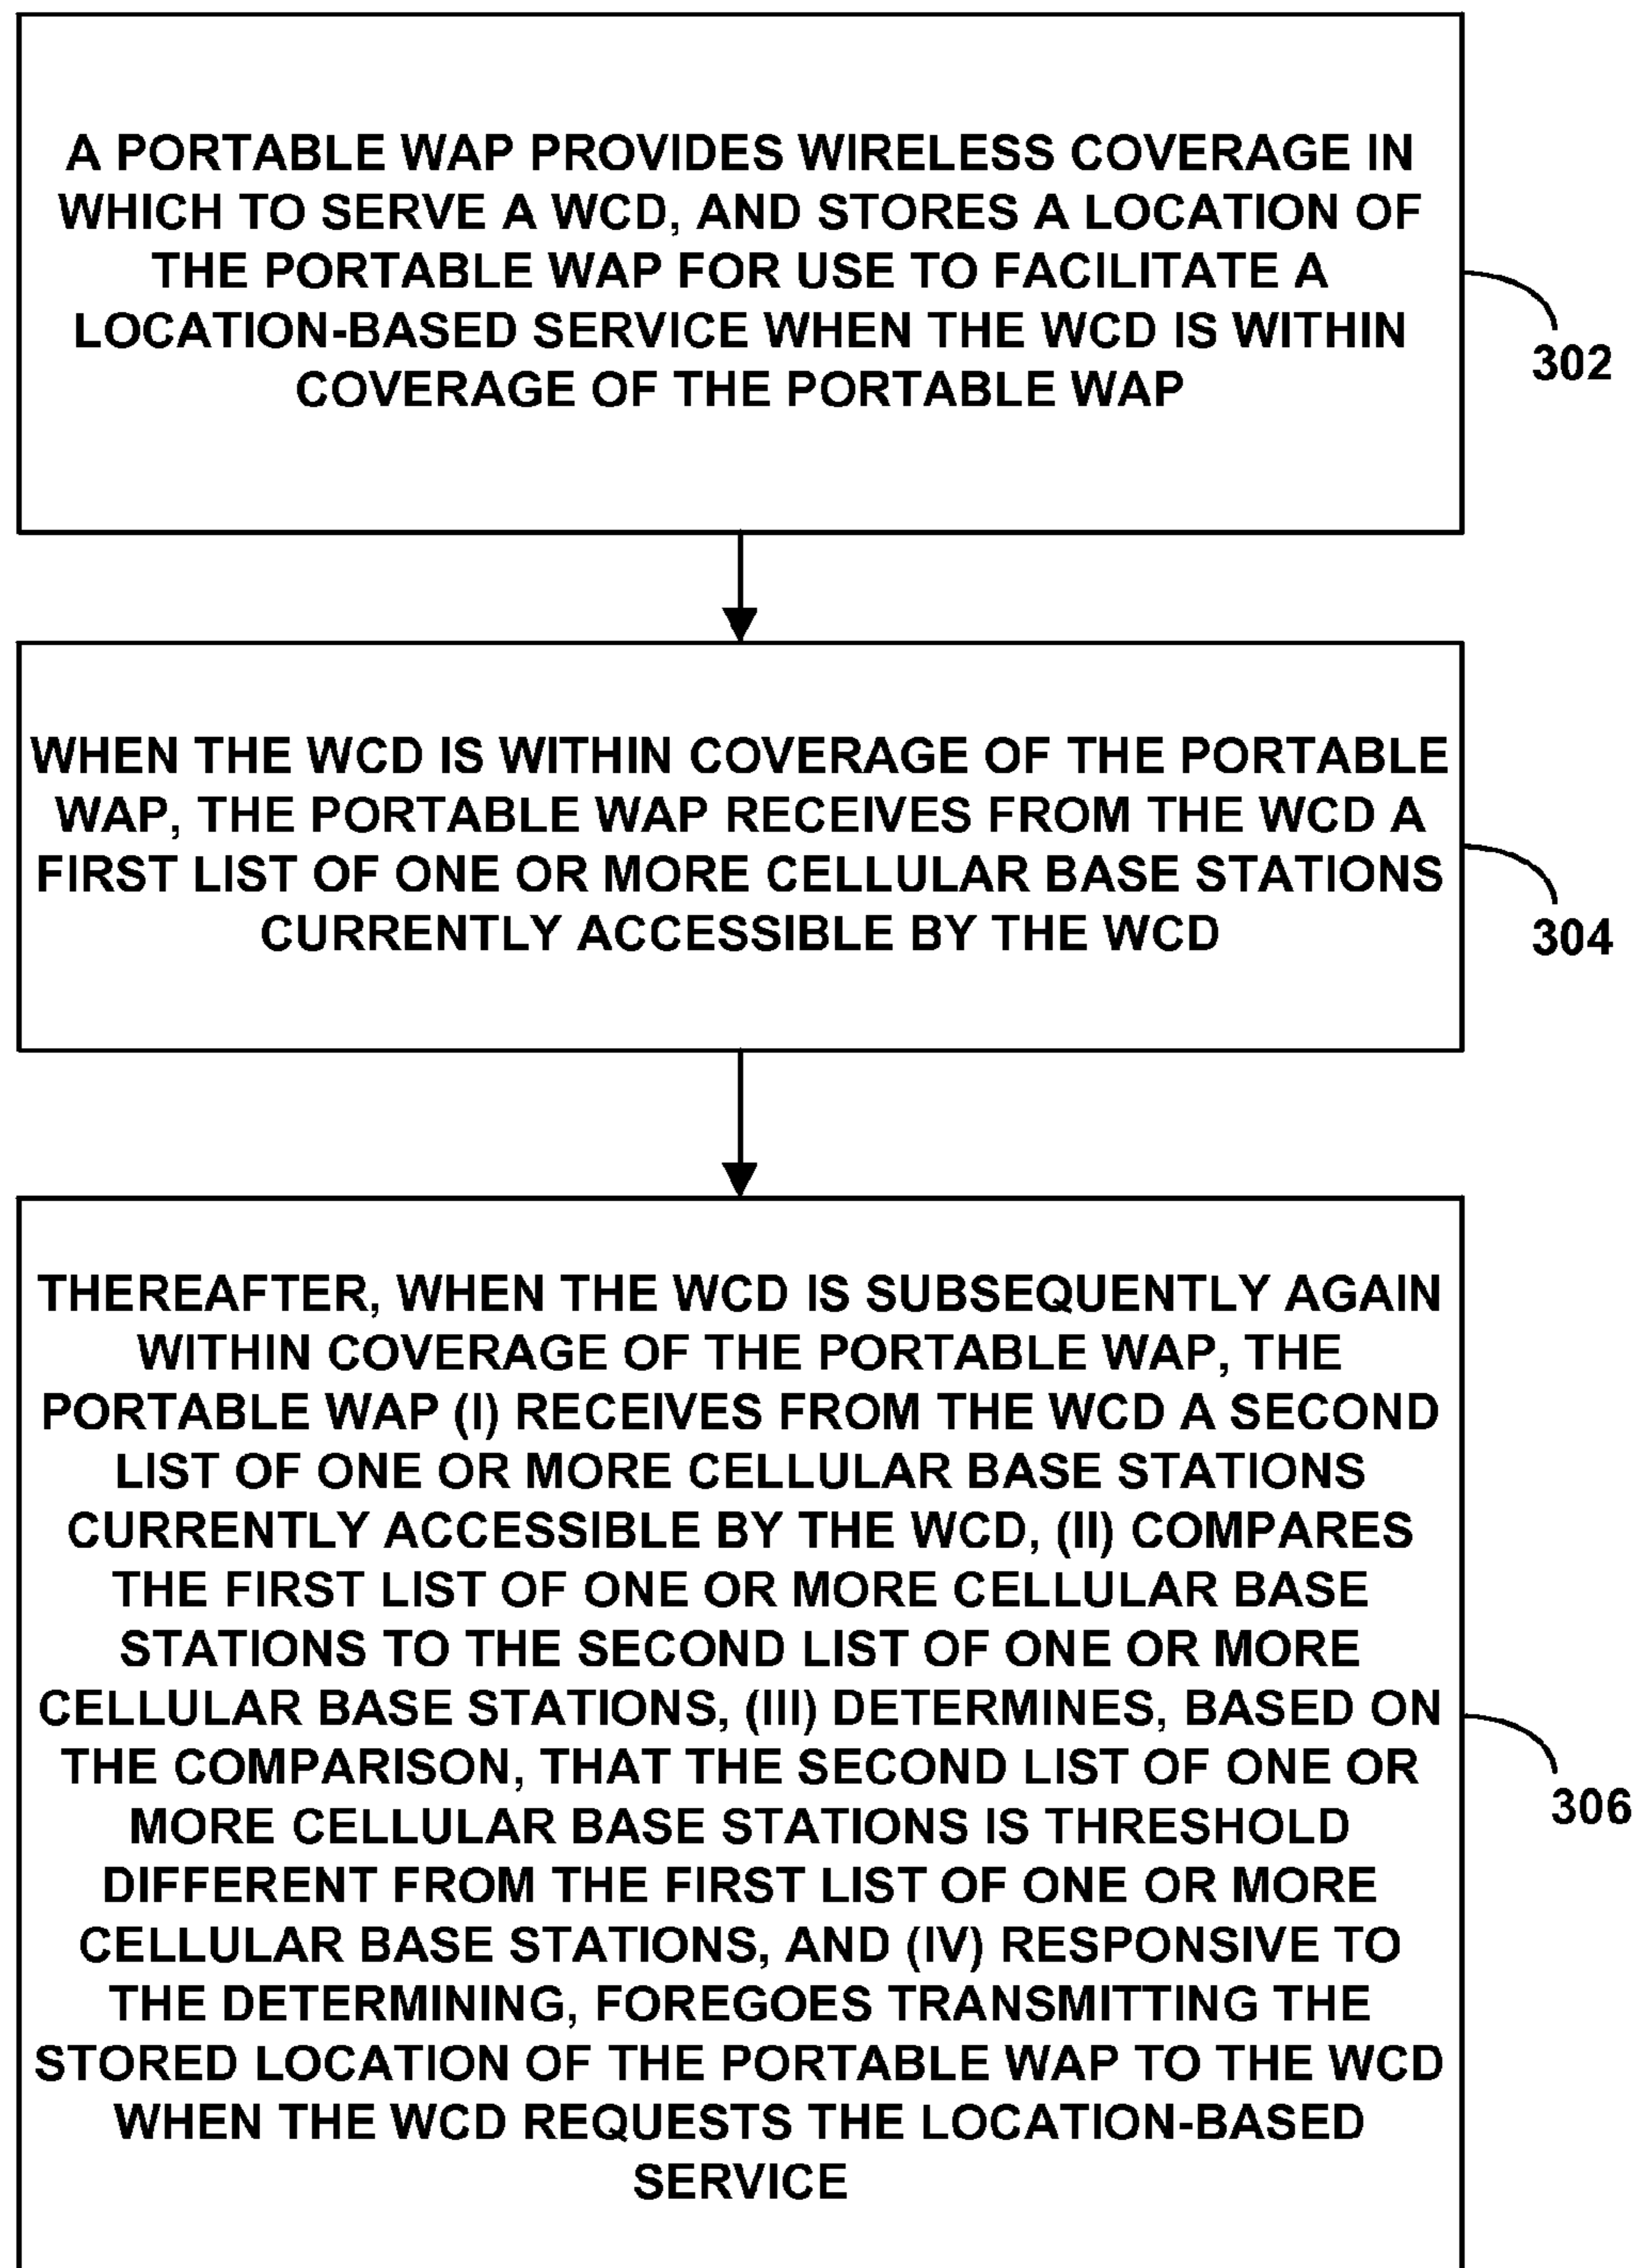 A PORTABLE WAP PROVIDES WIRELESS COVERAGE IN
WHICH TO SERVE A WCD, AND STORES A LOCATION OF
THE PORTABLE WAP FOR USE TO FACILITATE A
LOCATION-BASED SERVICE WHEN THE WCD IS WITHIN
COVERAGE OF THE PORTABLE WAP
302
WHEN THE WCD IS WITHIN COVERAGE OF THE PORTABLE
WAP, THE PORTABLE WAP RECEIVES FROM THE WCD A
FIRST LIST OF ONE OR MORE CELLULAR BASE STATIONS
CURRENTLY ACCESSIBLE BY THE WCD
304
THEREAFTER, WHEN THE WCD IS SUBSEQUENTLY AGAIN
WITHIN COVERAGE OF THE PORTABLE WAP, THE
PORTABLE WAP (I) RECEIVES FROM THE WCD A SECOND
LIST OF ONE OR MORE CELLULAR BASE STATIONS
CURRENTLY ACCESSIBLE BY THE WCD, (II) COMPARES
THE FIRST LIST OF ONE OR MORE CELLULAR BASE
STATIONS TO THE SECOND LIST OF ONE OR MORE
CELLULAR BASE STATIONS, (III) DETERMINES, BASED ON
THE COMPARISON, THAT THE SECOND LIST OF ONE OR
MORE CELLULAR BASE STATIONS IS THRESHOLD
DIFFERENT FROM THE FIRST LIST OF ONE OR MORE
CELLULAR BASE STATIONS, AND (IV) RESPONSIVE TO
THE DETERMINING, FOREGOES TRANSMITTING THE
STORED LOCATION OF THE PORTABLE WAP TO THE WCD
WHEN THE WCD REQUESTS THE LOCATION-BASED
SERVICE
306